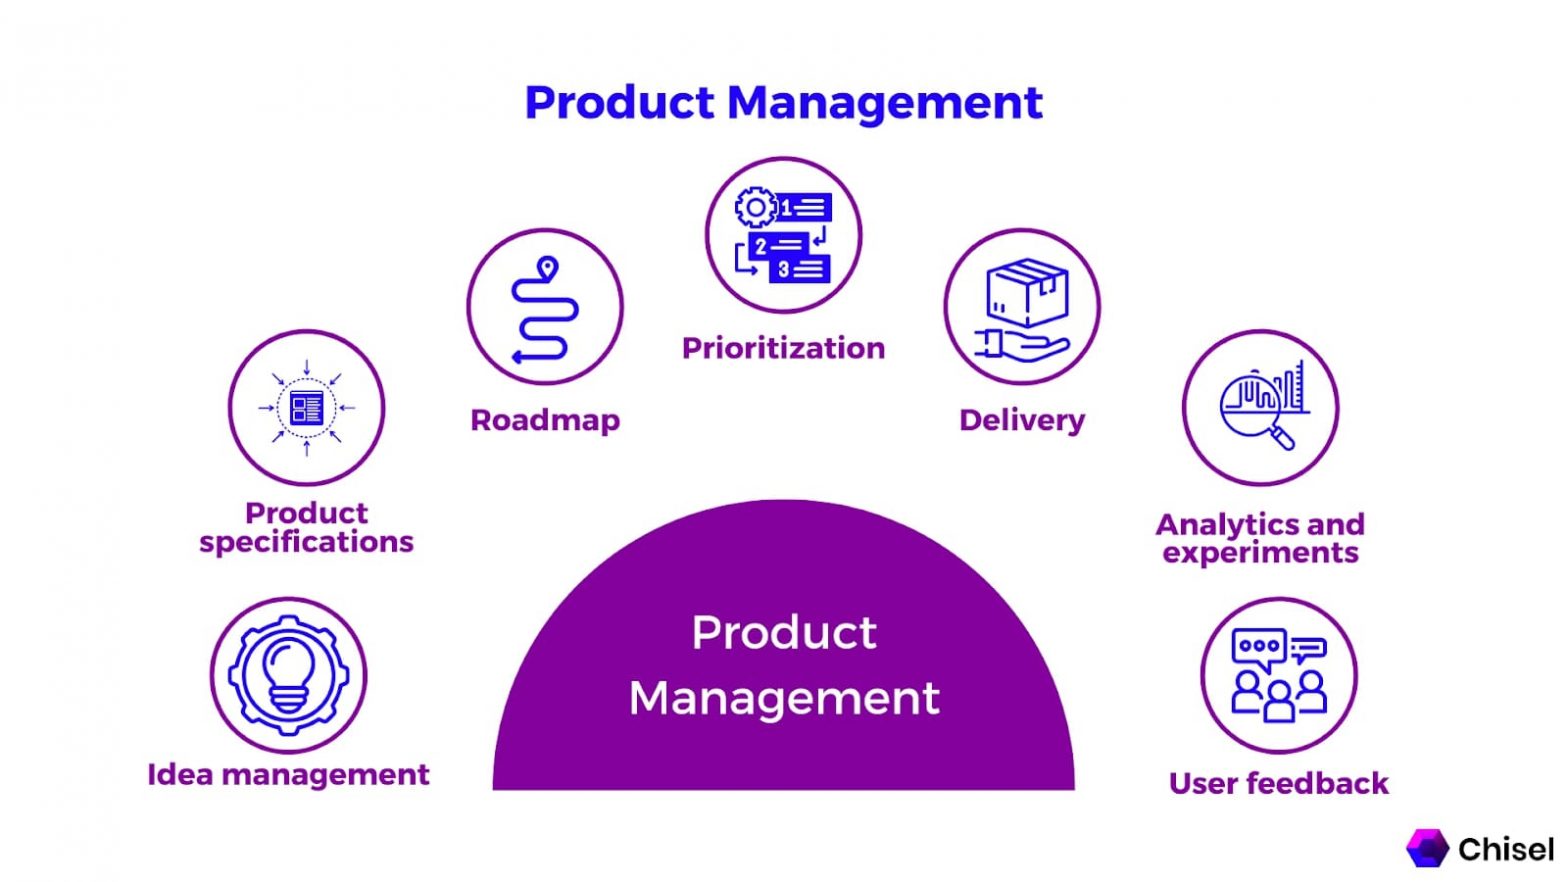 Product Management
1
2
3
Prioritization
Roadmap
Delivery
Product
specifications
Analytics and
experiments
Product
Management
Idea management
User feedback
Chisel